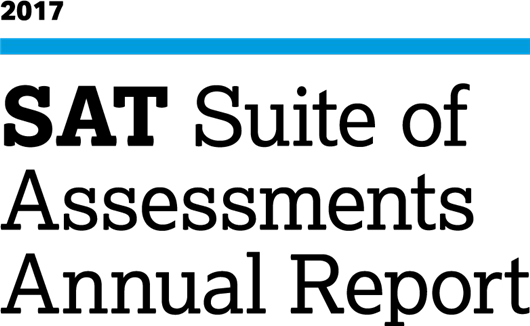 2017
SAT Suite of
Assessments
Annual Report